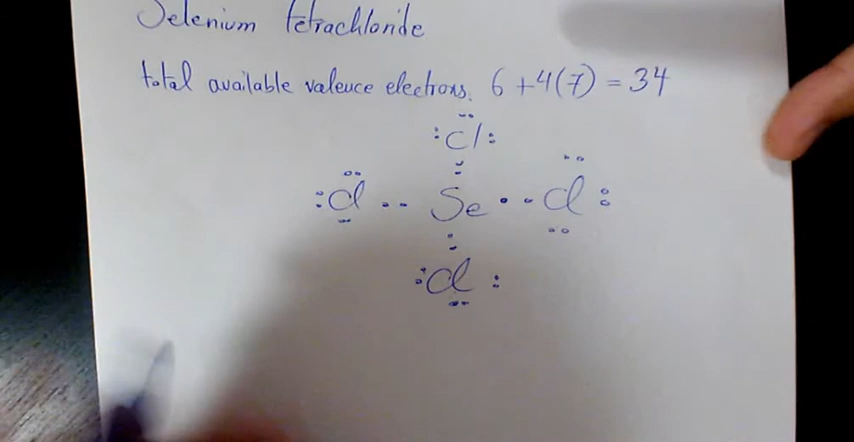 Selenium tetrachloride
total available valence electrons. 6 + 4(7) = 34
:Cl:
:Cl·· Se ··Cl:
:Cl: